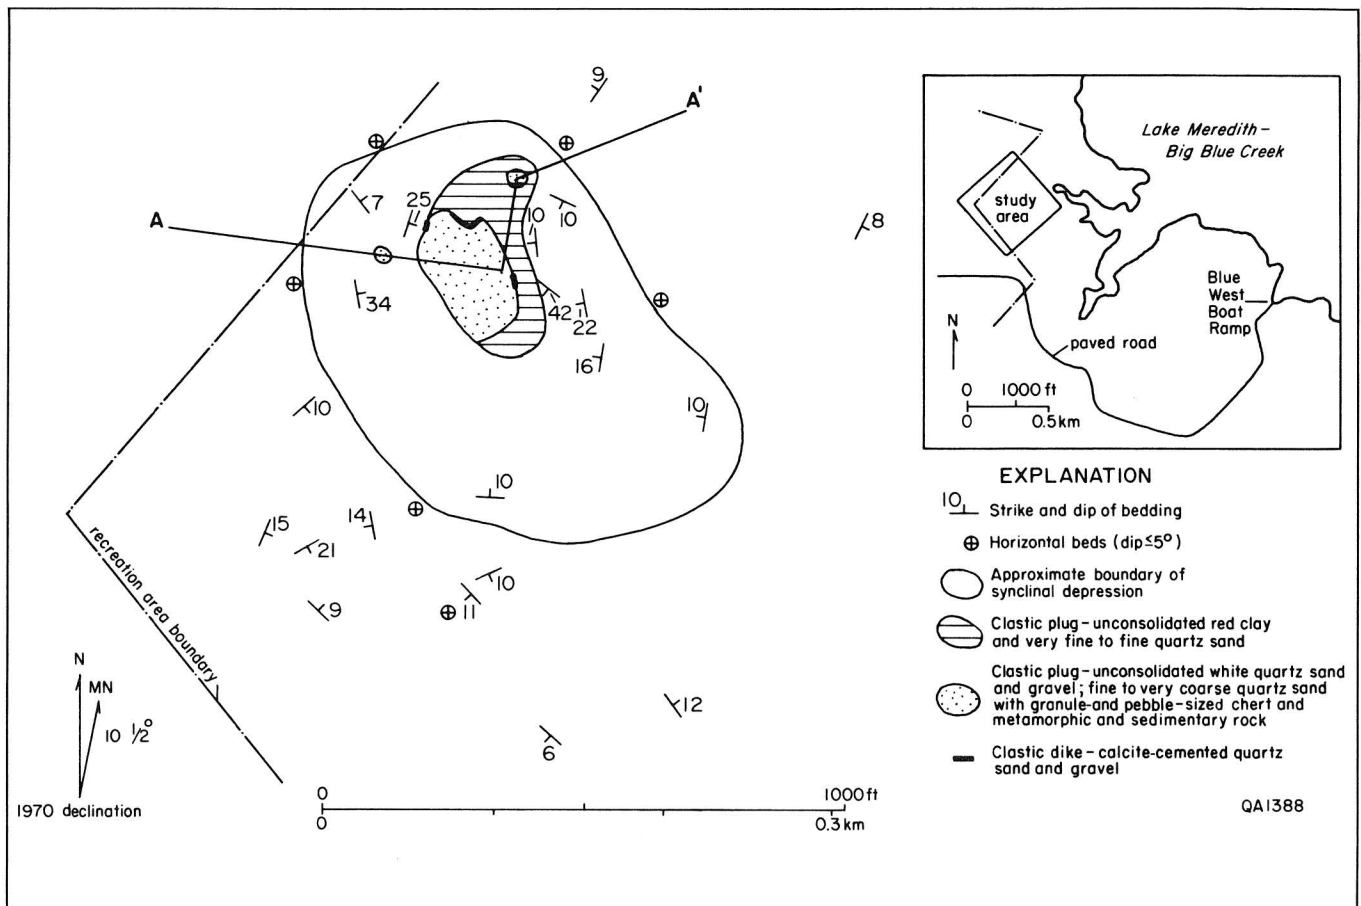 9
A'
A
7
25
10
10
8
34
42
22
16
10
10
10
15
14
21
10
9
11
12
6
recreation area boundary
N
MN
10 1/2°
1970 declination
0 1000 ft
0 0.3 km
Lake Meredith –
Big Blue Creek
study
area
Blue
West
Boat
Ramp
N
paved road
0 1000 ft
0 0.5 km
EXPLANATION
10 Strike and dip of bedding
Horizontal beds (dip ≤ 5°)
Approximate boundary of
synclinal depression
Clastic plug – unconsolidated red clay
and very fine to fine quartz sand
Clastic plug – unconsolidated white quartz sand
and gravel; fine to very coarse quartz sand
with granule-and pebble-sized chert and
metamorphic and sedimentary rock
Clastic dike – calcite-cemented quartz
sand and gravel
QA1388